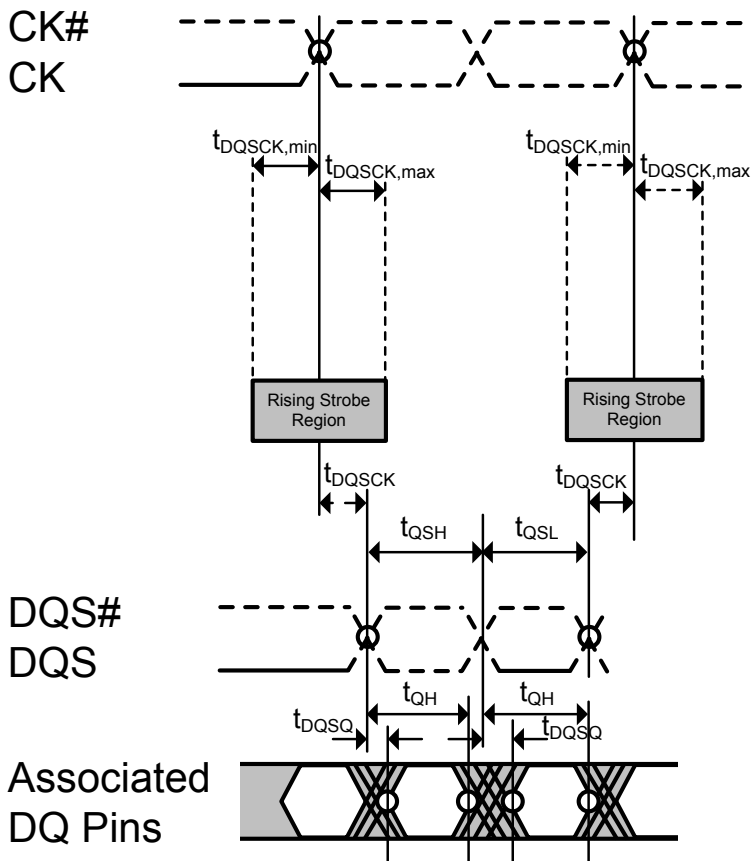 CK#
CK
tDQSCK,min
tDQSCK,max
tDQSCK,min
tDQSCK,max
Rising Strobe
Region
Rising Strobe
Region
tDQSCK
tDQSCK
tQSH
tQSL
DQS#
DQS
tQH
tQH
tDQSQ
tDQSQ
Associated
DQ Pins